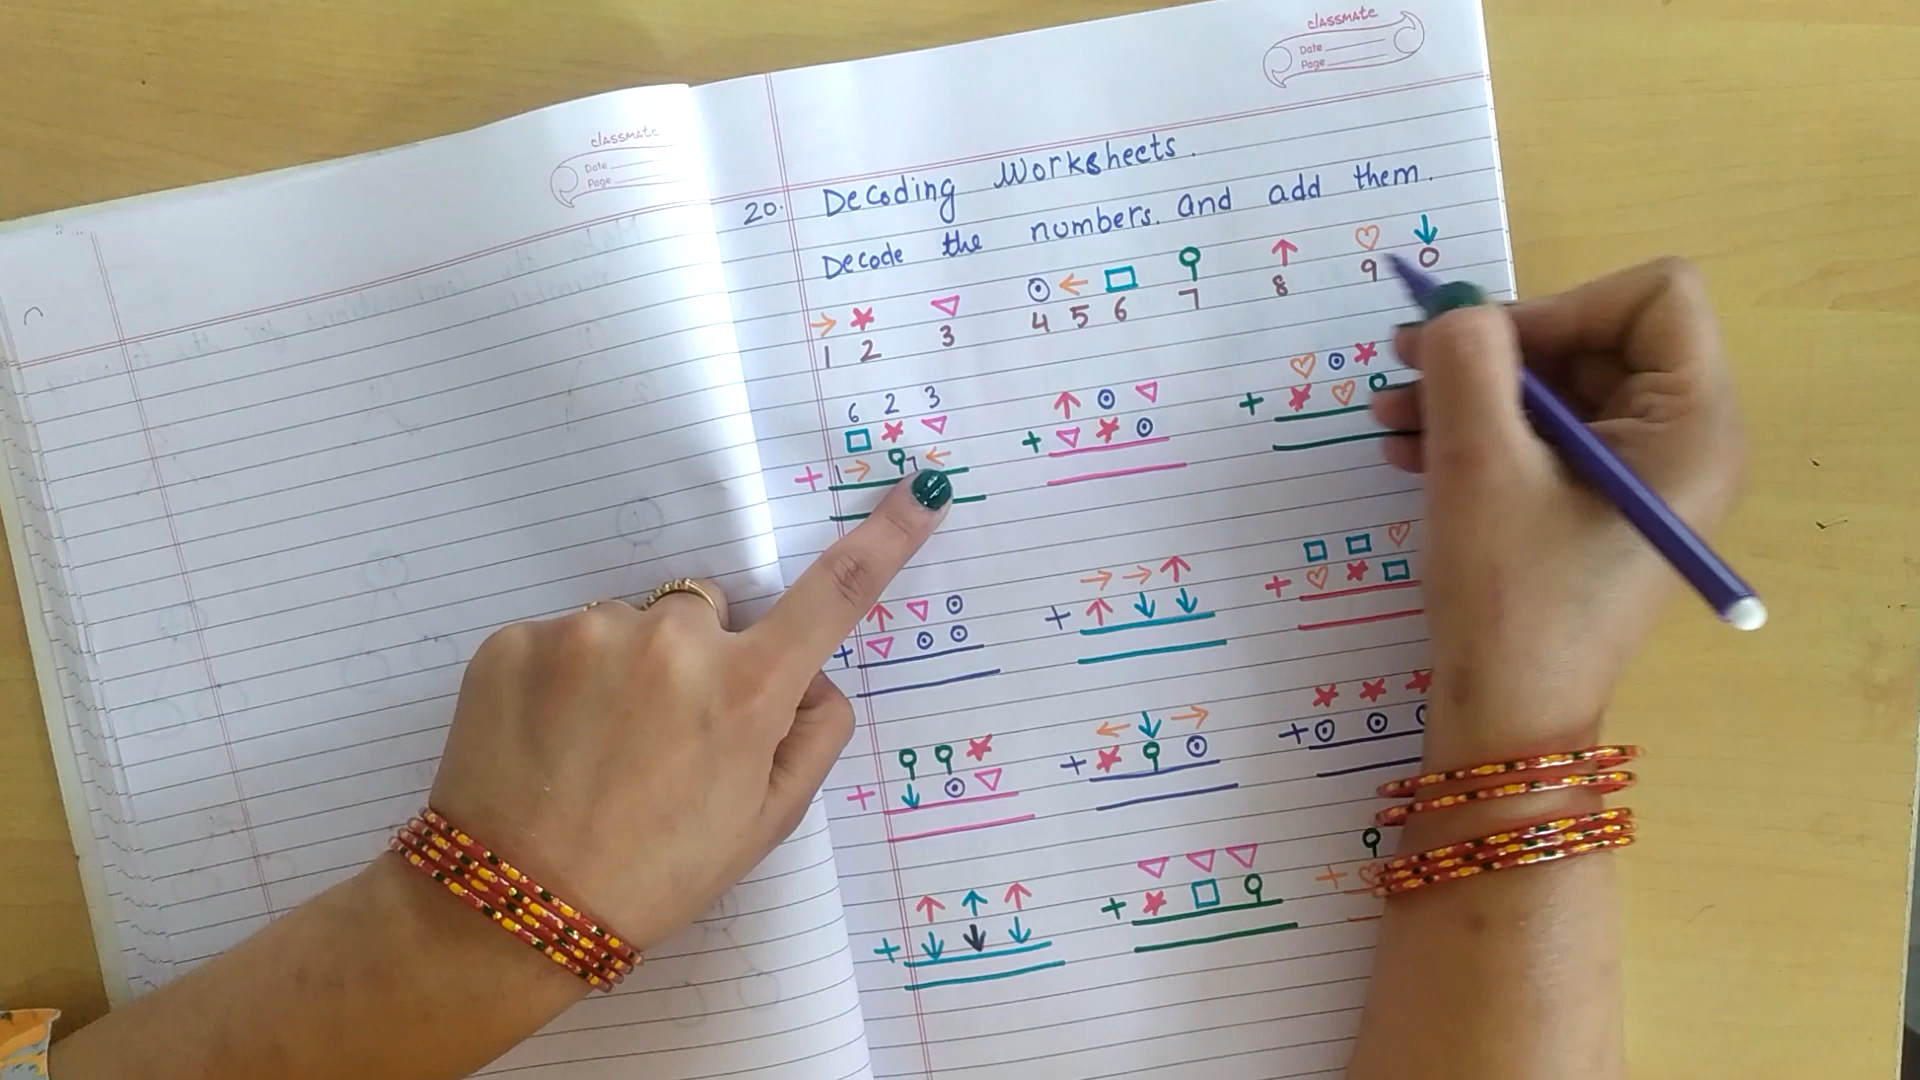 classmate
Date
Page
classmate
Date
Page
20. Decoding Worksheets.
Decode the numbers. and add them.
→ ★ ▽ ⊙ ← □ ⚲ ↑ ♡ ↓
1 2 3 4 5 6 7 8 9 0
6 2 3
□ ★ ▽ ↑ ⊙ ▽ ♡ ⊙ ★
+ 1 → ⚲ 7 ← + ▽ ★ ⊙ + ★ ♡ ⚲
↑ ▽ ⊙ → → ↑ □ □ ♡
+ ▽ ⊙ ⊙ + ↑ ↓ ↓ + ♡ ★ □
⚲ ⚲ ★ ← ↓ → ★ ★ ★
+ ↓ ⊙ ▽ + ★ ⚲ ⊙ + ⊙ ⊙
↑ ↑ ↑ ▽ ▽ ▽ ⚲
+ ↓ ↓ ↓ + ★ □ ⚲ + ♡